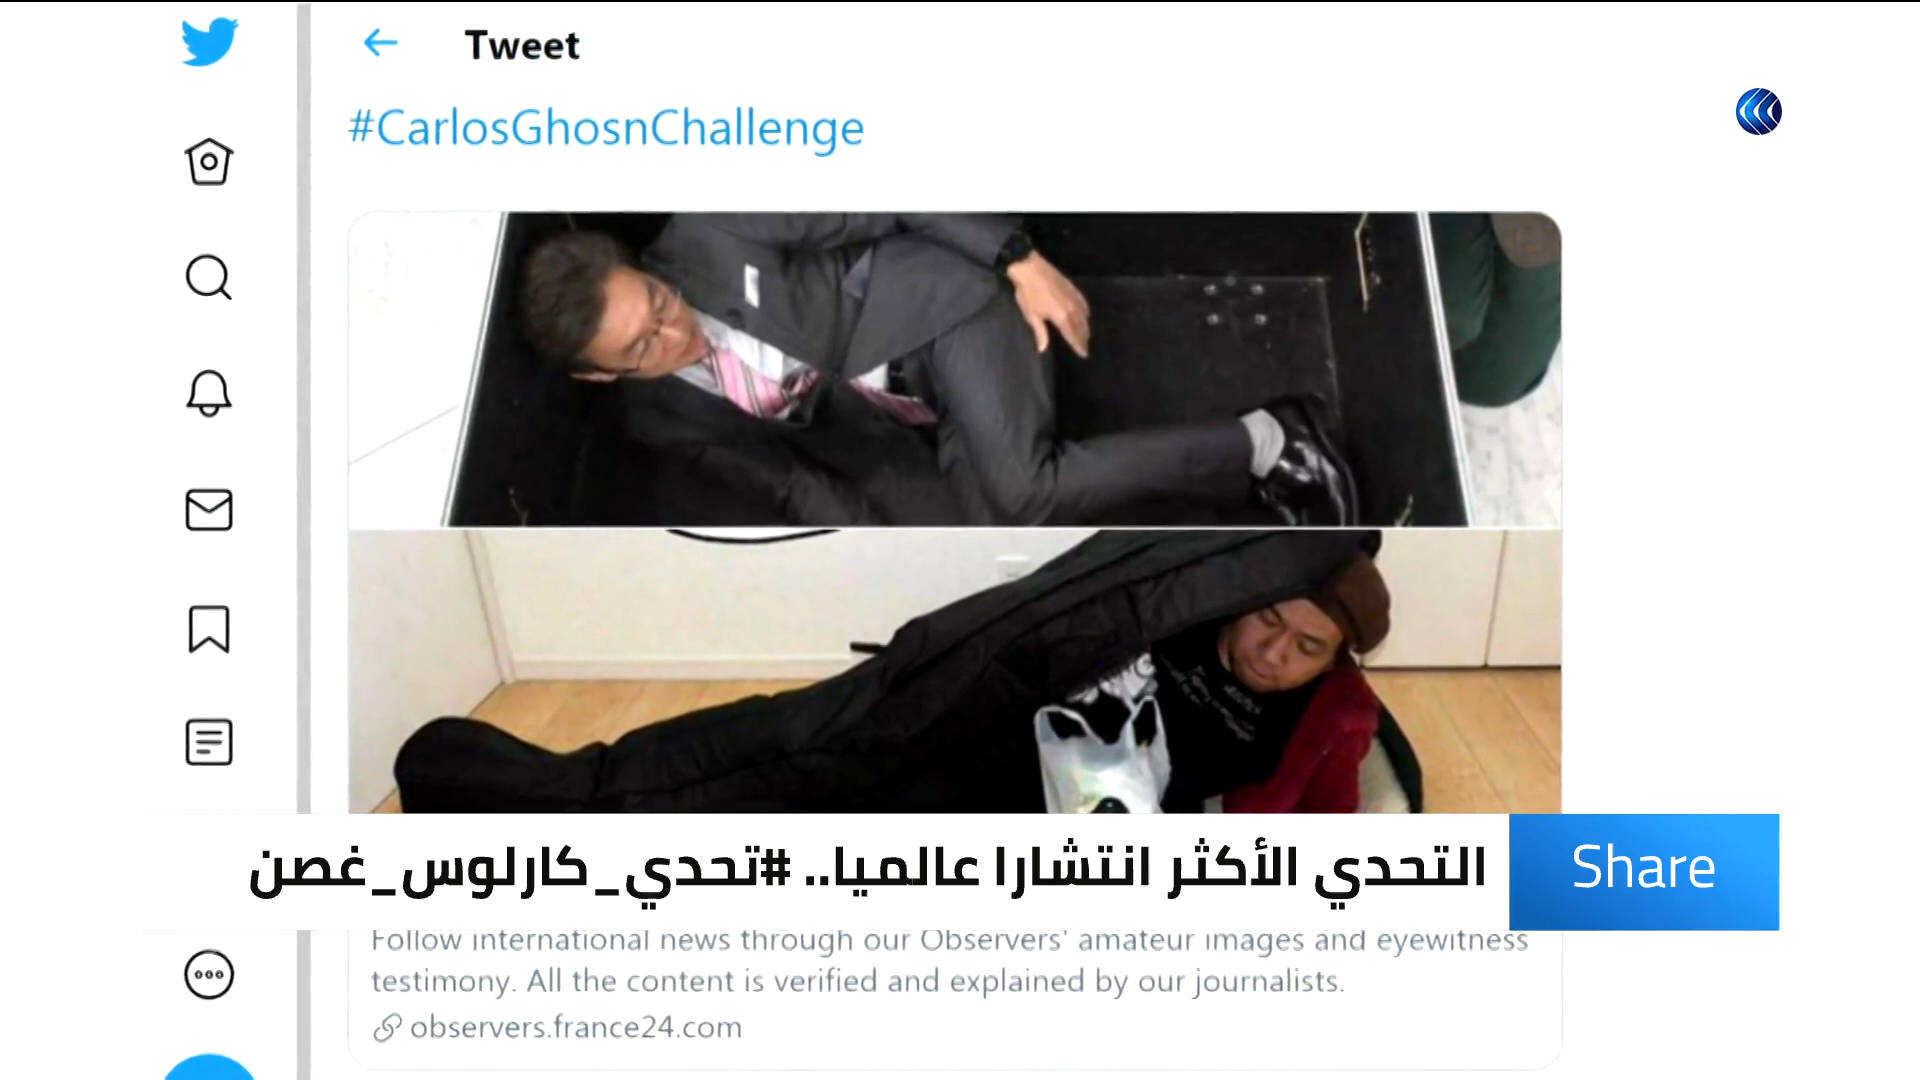 Tweet
#CarlosGhosnChallenge
التحدي الأكثر انتشارا عالميا.. #تحدي_كارلوس_غصن
Share
Follow international news through our Observers' amateur images and eyewitness
testimony. All the content is verified and explained by our journalists.
observers.france24.com